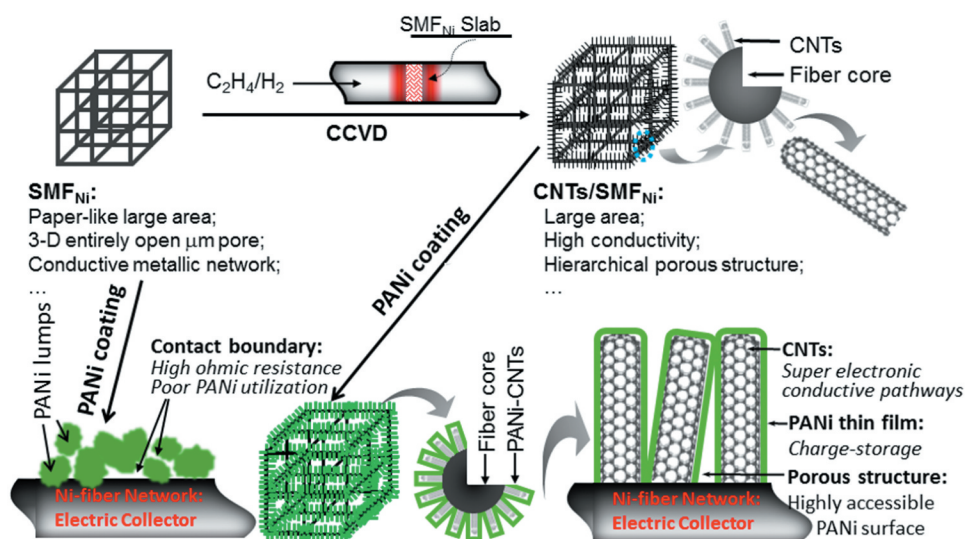 SMFNi Slab
C2H4/H2
CCVD
CNTs
Fiber core
SMFNi:
Paper-like large area;
3-D entirely open μm pore;
Conductive metallic network;
...
CNTs/SMFNi:
Large area;
High conductivity;
Hierarchical porous structure;
...
PANi coating
PANi coating
PANi lumps
Contact boundary:
High ohmic resistance
Poor PANi utilization
Ni-fiber Network:
Electric Collector
Fiber core
PANi-CNTs
CNTs:
Super electronic
conductive pathways
PANi thin film:
Charge-storage
Porous structure:
Highly accessible
PANi surface
Ni-fiber Network:
Electric Collector